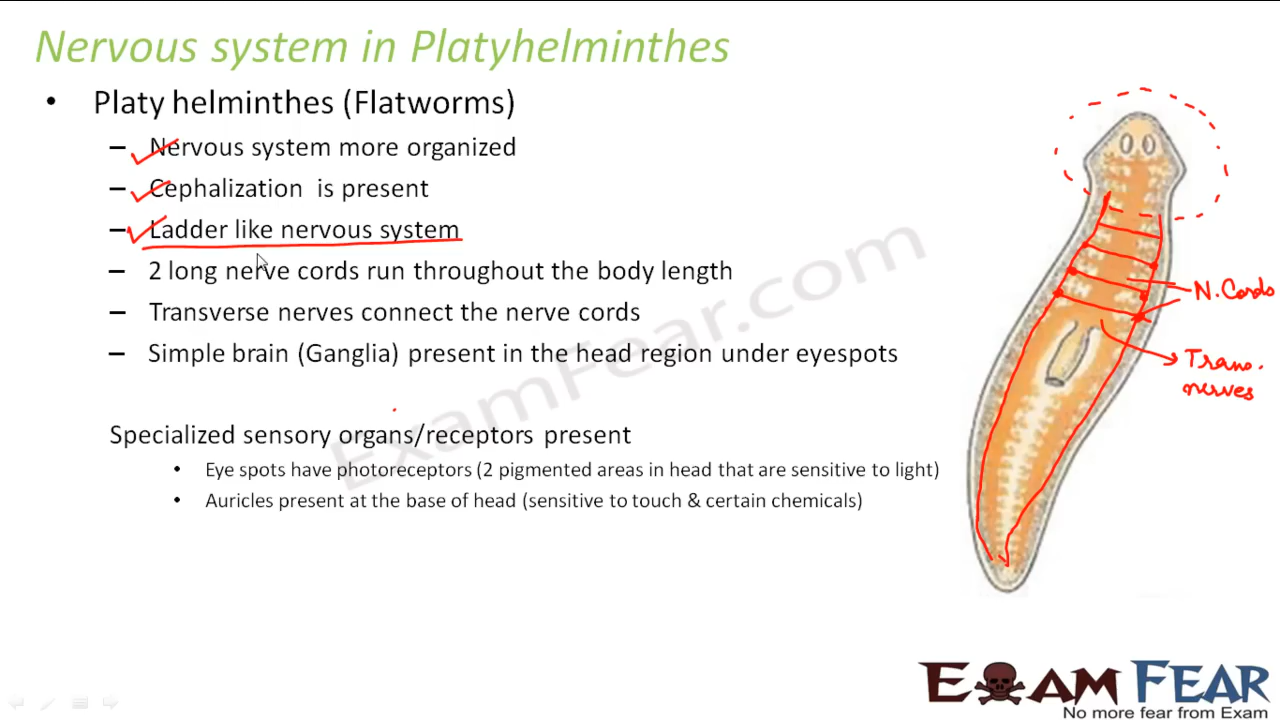 Nervous system in Platyhelminthes
• Platy helminthes (Flatworms)
– Nervous system more organized
– Cephalization is present
– Ladder like nervous system
– 2 long nerve cords run throughout the body length
– Transverse nerves connect the nerve cords
– Simple brain (Ganglia) present in the head region under eyespots
Specialized sensory organs/receptors present
• Eye spots have photoreceptors (2 pigmented areas in head that are sensitive to light)
• Auricles present at the base of head (sensitive to touch & certain chemicals)
N. Cords
Trans.
nerves
ExamFear.com
EXAM FEAR
No more fear from Exam